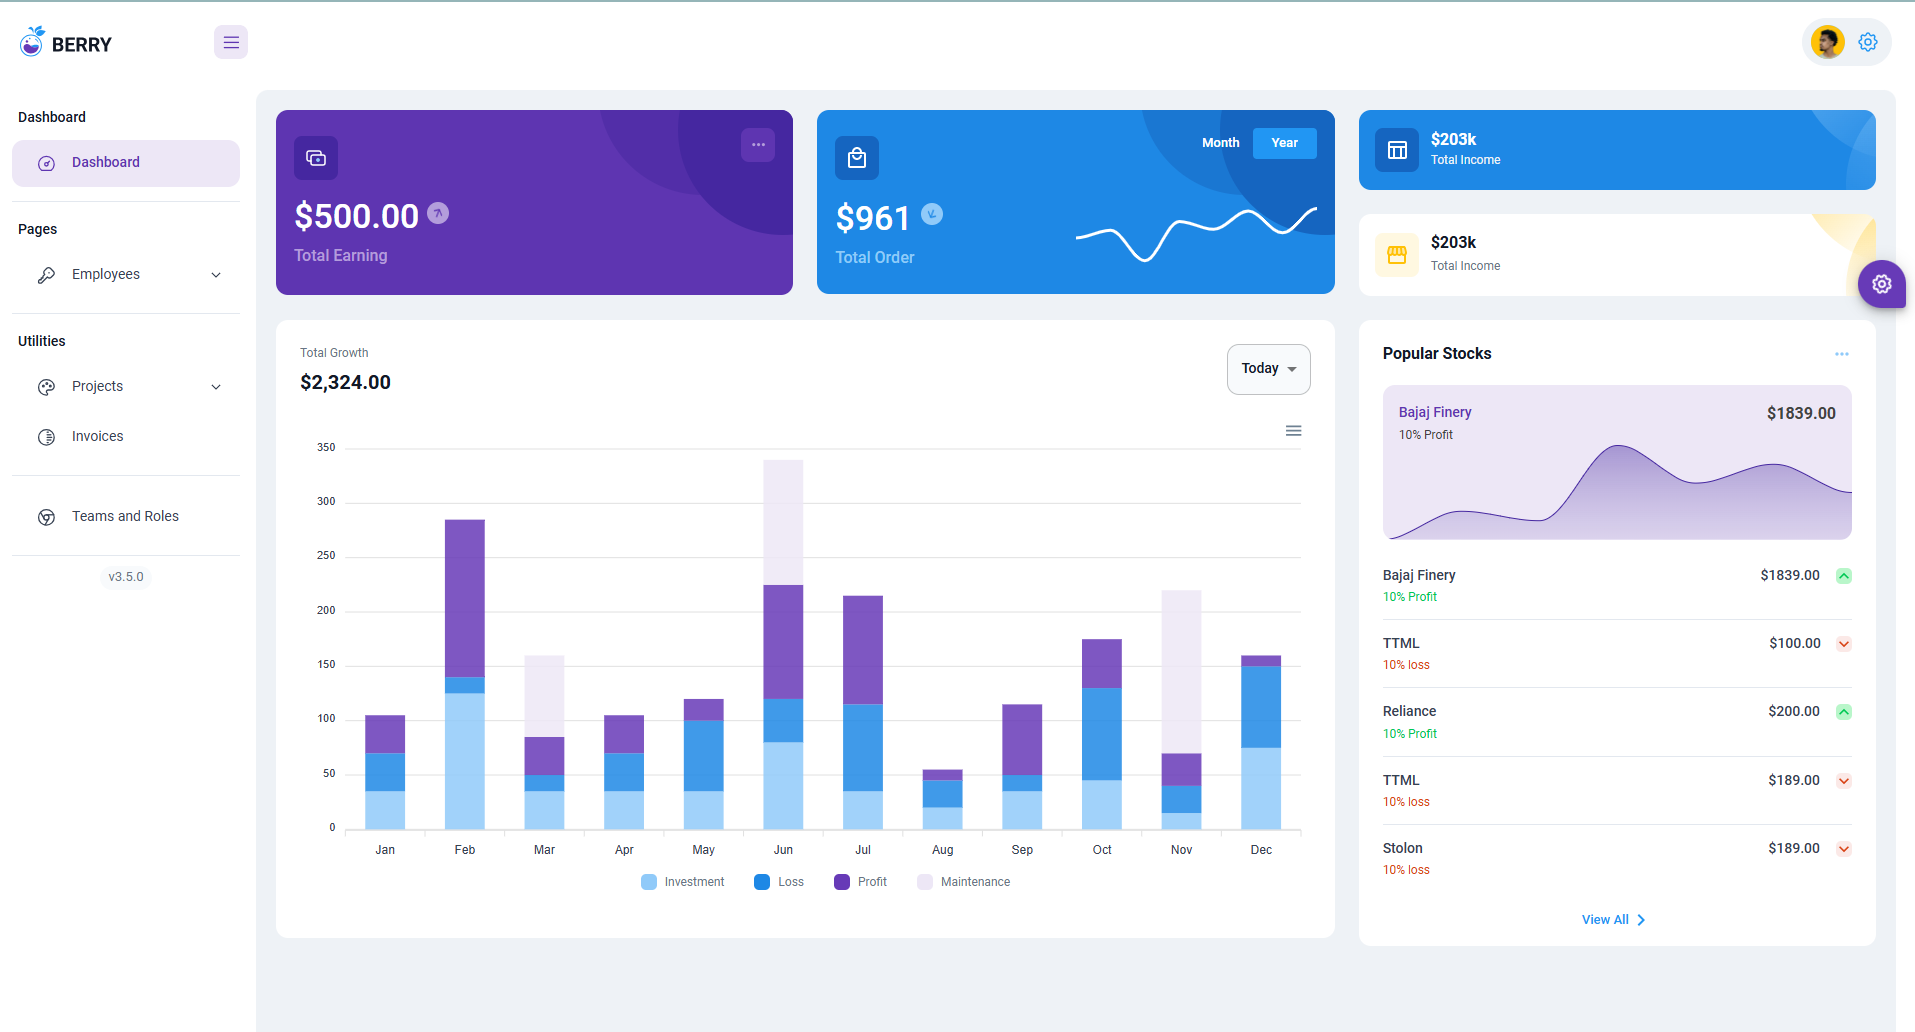 BERRY
Dashboard
Dashboard
Pages
Employees
Utilities
Projects
Invoices
Teams and Roles
v3.5.0
$500.00
Total Earning
Month Year
$961
Total Order
$203k
Total Income
$203k
Total Income
Total Growth
$2,324.00
Today
350
300
250
200
150
100
50
0
Jan Feb Mar Apr May Jun Jul Aug Sep Oct Nov Dec
Investment Loss Profit Maintenance
Popular Stocks
Bajaj Finery $1839.00
10% Profit
Bajaj Finery $1839.00
10% Profit
TTML $100.00
10% loss
Reliance $200.00
10% Profit
TTML $189.00
10% loss
Stolon $189.00
10% loss
View All